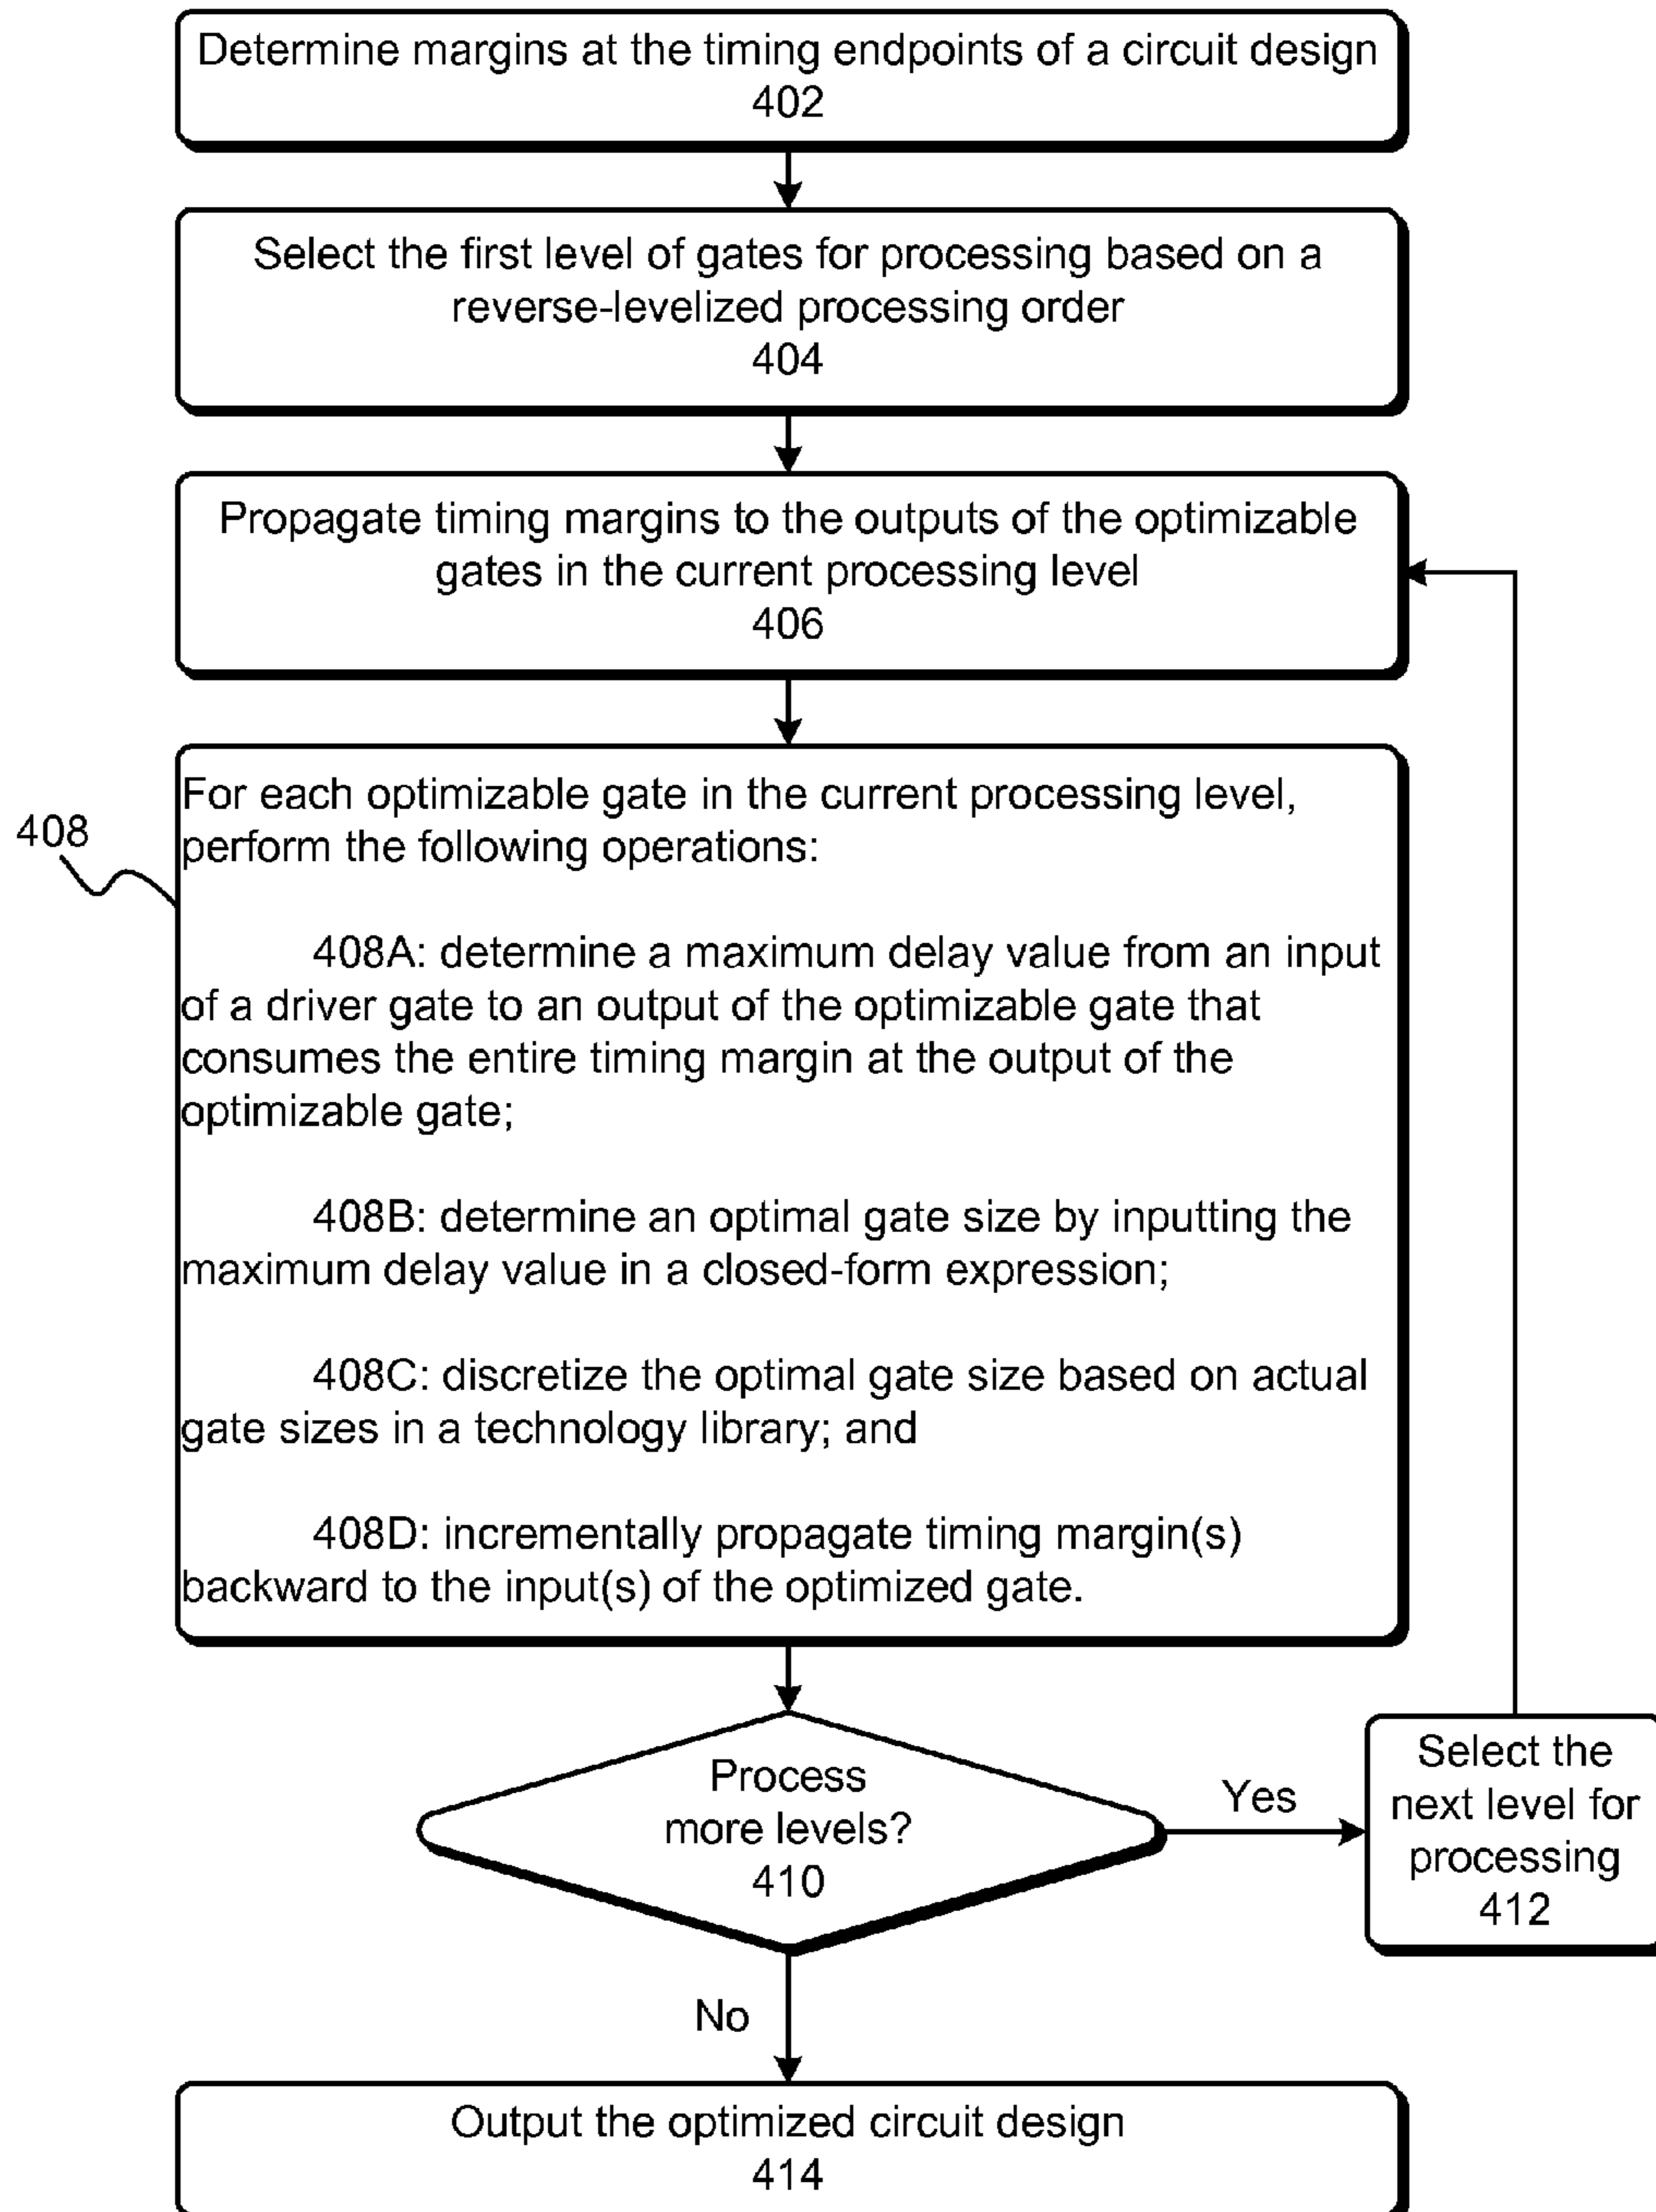 Determine margins at the timing endpoints of a circuit design
402
Select the first level of gates for processing based on a
reverse-levelized processing order
404
Propagate timing margins to the outputs of the optimizable
gates in the current processing level
406
408
For each optimizable gate in the current processing level,
perform the following operations:
408A: determine a maximum delay value from an input
of a driver gate to an output of the optimizable gate that
consumes the entire timing margin at the output of the
optimizable gate;
408B: determine an optimal gate size by inputting the
maximum delay value in a closed-form expression;
408C: discretize the optimal gate size based on actual
gate sizes in a technology library; and
408D: incrementally propagate timing margin(s)
backward to the input(s) of the optimized gate.
Process
more levels?
410
Yes
Select the
next level for
processing
412
No
Output the optimized circuit design
414